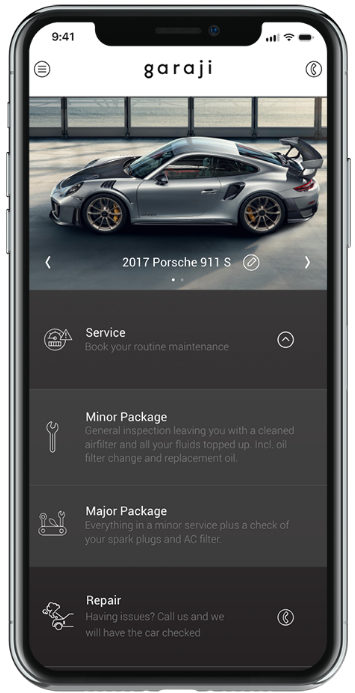 9:41
garaji
2017 Porsche 911 S
Service
Book your routine maintenance
Minor Package
General inspection leaving you with a cleaned
airfilter and all your fluids topped up. Incl. oil
filter change and replacement oil.
Major Package
Everything in a minor service plus a check of
your spark plugs and AC filter.
Repair
Having issues? Call us and we
will have the car checked